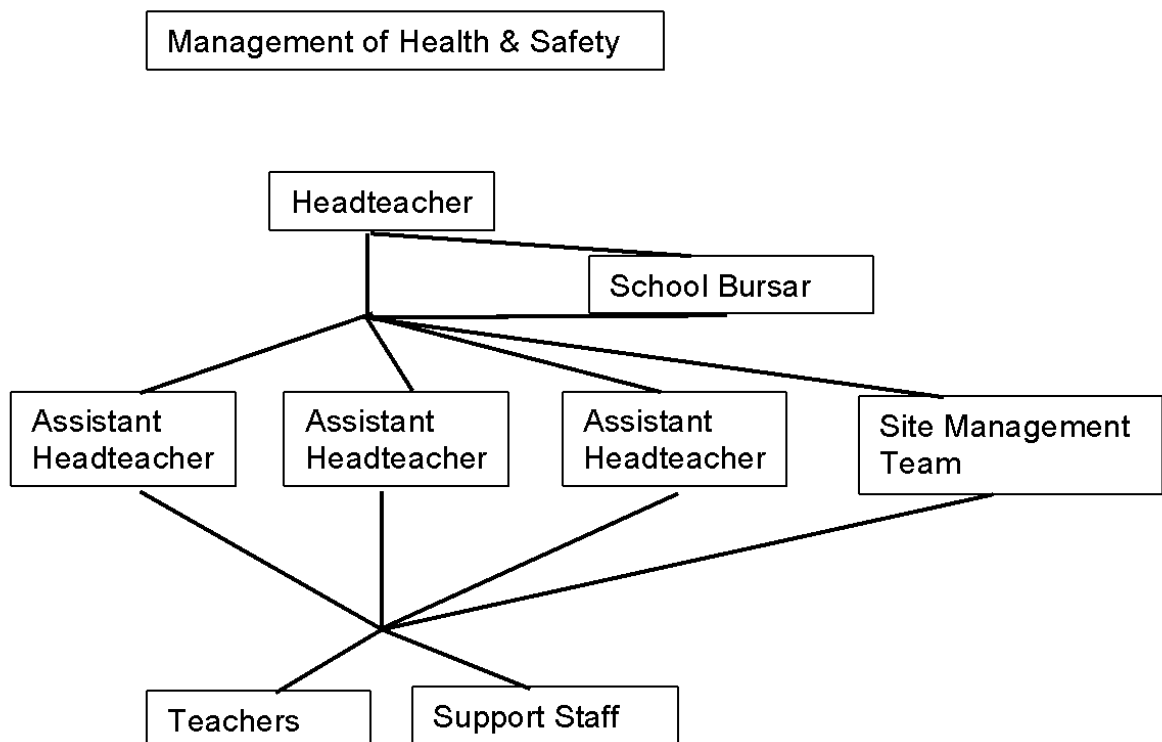 Management of Health & Safety
Headteacher
School Bursar
Assistant
Headteacher
Assistant
Headteacher
Assistant
Headteacher
Site Management
Team
Teachers
Support Staff